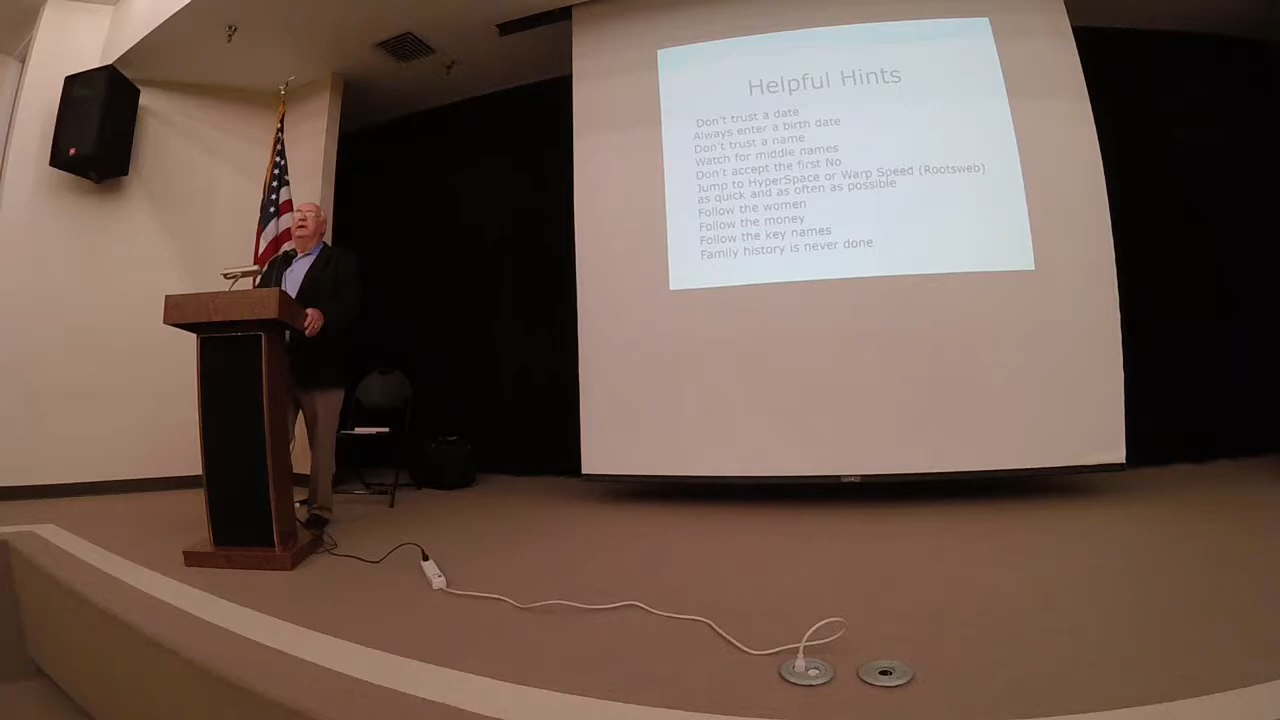 Helpful Hints
Don't trust a date
Always enter a birth date
Don't trust a name
Watch for middle names
Don't accept the first No
Jump to HyperSpace or Warp Speed (Rootsweb)
as quick and as often as possible
Follow the women
Follow the money
Follow the key names
Family history is never done